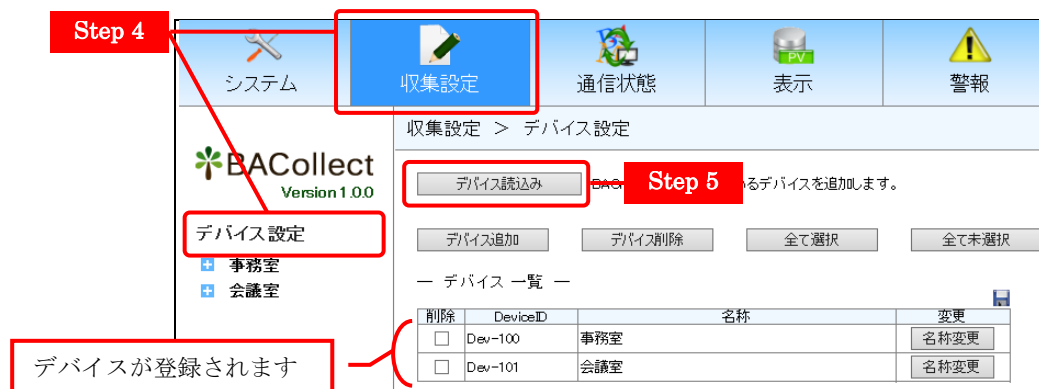 Step 4
システム
収集設定
通信状態
PV
表示
警報
収集設定 > デバイス設定
BACollect
Version 1.0.0
デバイス読込み
Step 5
るデバイスを追加します。
デバイス設定
デバイス追加
デバイス削除
全て選択
全て未選択
事務室
会議室
― デバイス 一覧 ―
削除 DeviceID 名称 変更
Dev-100 事務室 名称変更
Dev-101 会議室 名称変更
デバイスが登録されます